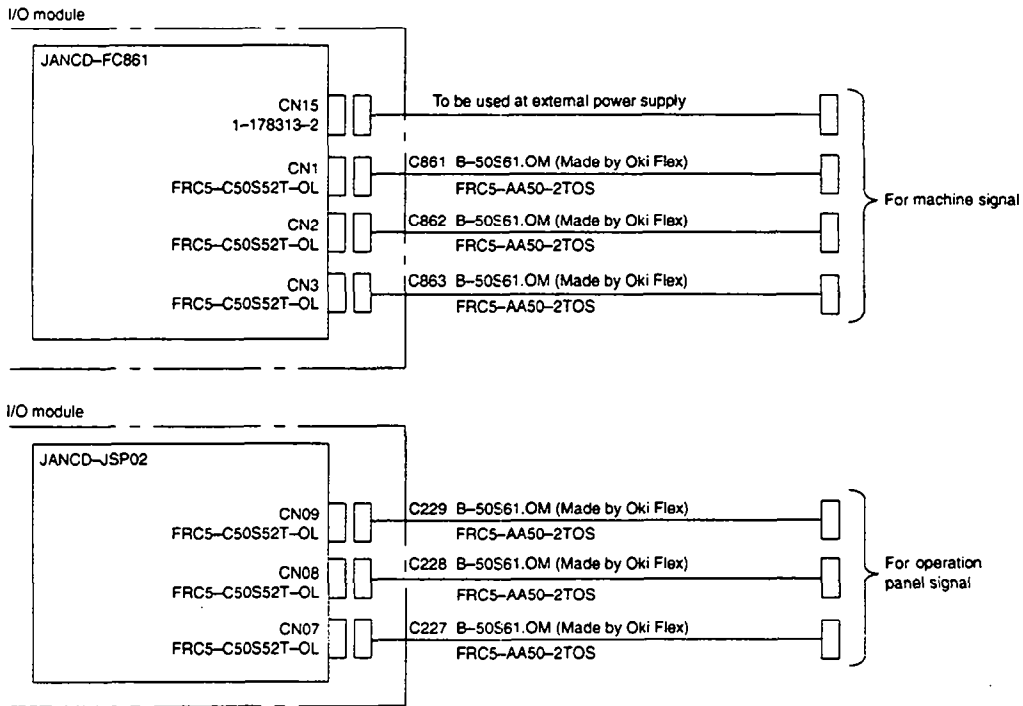 I/O module
JANCD-FC861
CN15
1-178313-2
To be used at external power supply
CN1
FRC5-C50S52T-OL
C861 B-50S61.OM (Made by Oki Flex)
FRC5-AA50-2TOS
CN2
FRC5-C50S52T-OL
C862 B-50S61.OM (Made by Oki Flex)
FRC5-AA50-2TOS
CN3
FRC5-C50S52T-OL
C863 B-50S61.OM (Made by Oki Flex)
FRC5-AA50-2TOS
For machine signal
I/O module
JANCD-JSP02
CN09
FRC5-C50S52T-OL
C229 B-50S61.OM (Made by Oki Flex)
FRC5-AA50-2TOS
CN08
FRC5-C50S52T-OL
C228 B-50S61.OM (Made by Oki Flex)
FRC5-AA50-2TOS
CN07
FRC5-C50S52T-OL
C227 B-50S61.OM (Made by Oki Flex)
FRC5-AA50-2TOS
For operation
panel signal